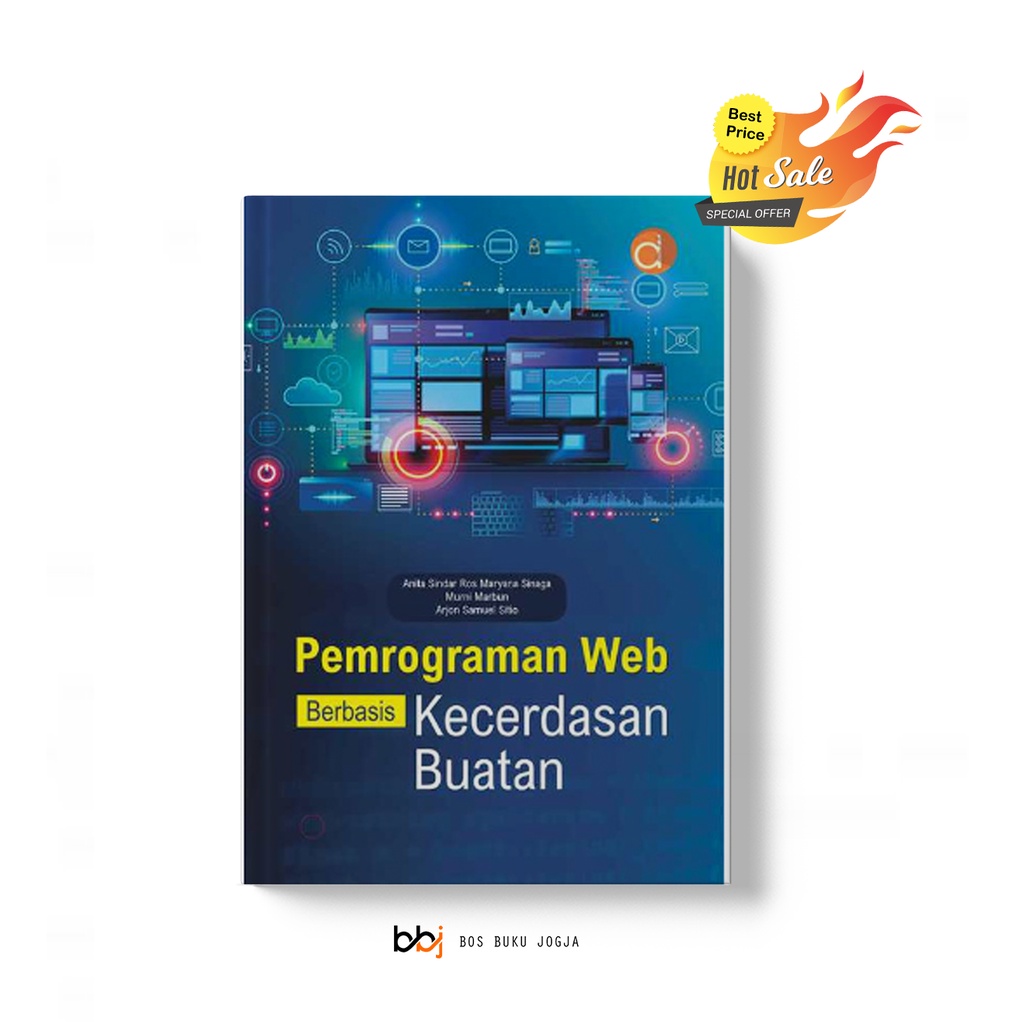 Best
Price
Hot Sale
SPECIAL OFFER
Anita Sindar Ros Maryana Sinaga
Murni Marbun
Arjon Samuel Sitio
Pemrograman Web
Berbasis Kecerdasan
Buatan
bbj BOS BUKU JOGJA